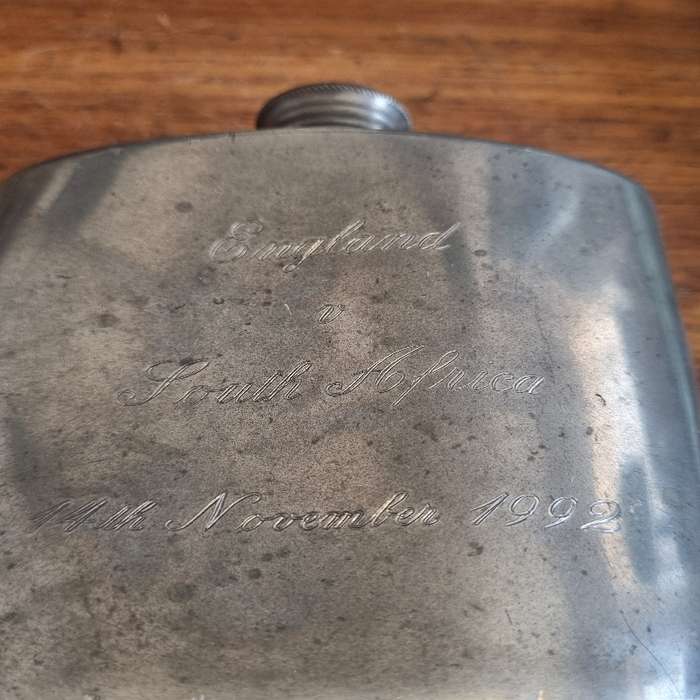 England
v
South Africa
14th November 1992